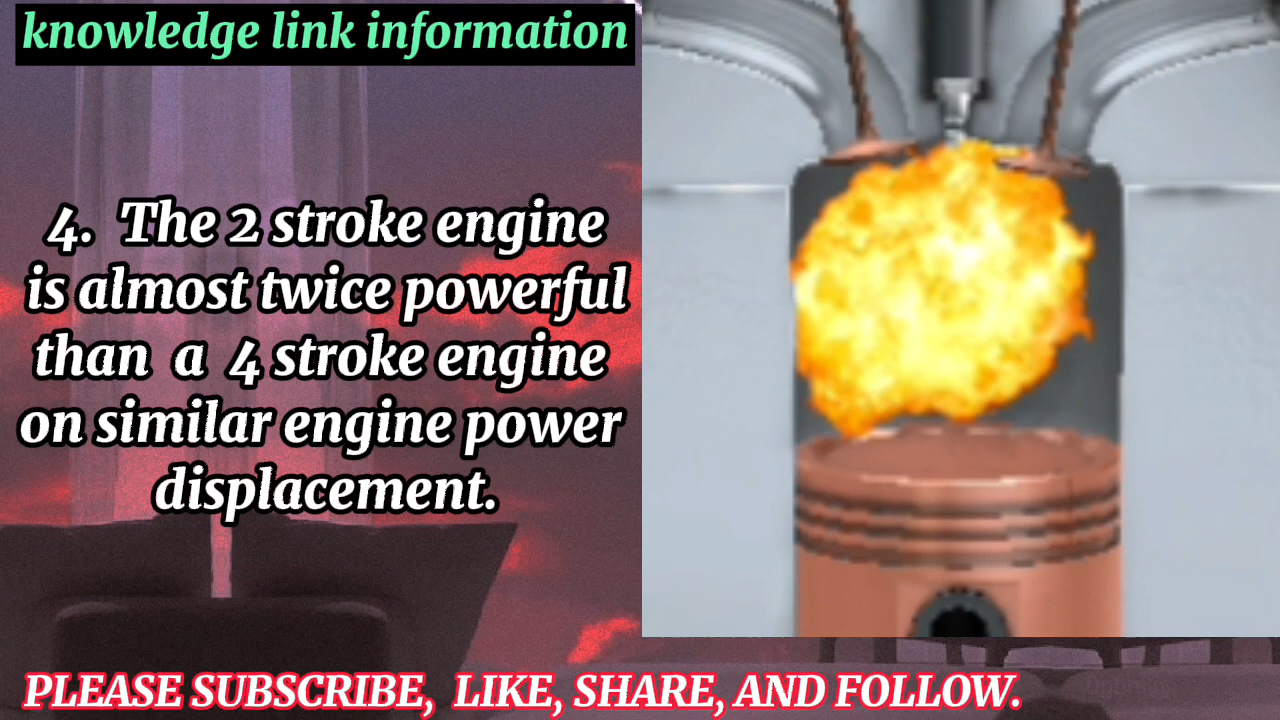 knowledge link information
4. The 2 stroke engine
is almost twice powerful
than a 4 stroke engine
on similar engine power
displacement.
PLEASE SUBSCRIBE, LIKE, SHARE, AND FOLLOW.